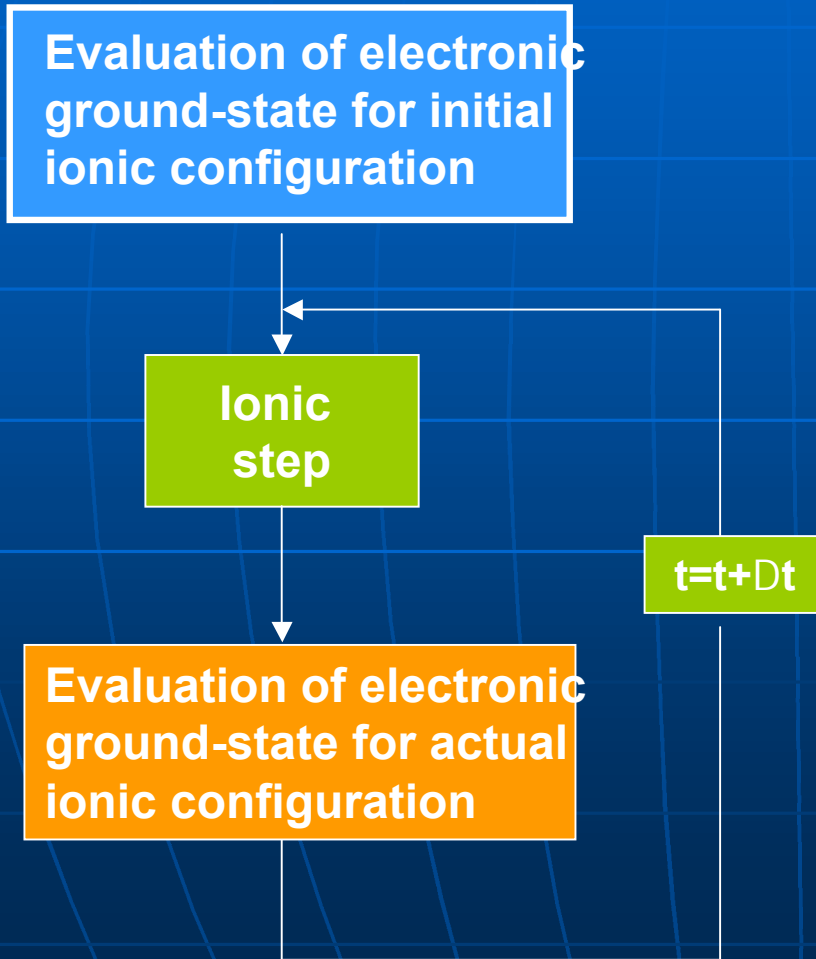 Evaluation of electronic
ground-state for initial
ionic configuration
Ionic
step
t=t+Dt
Evaluation of electronic
ground-state for actual
ionic configuration